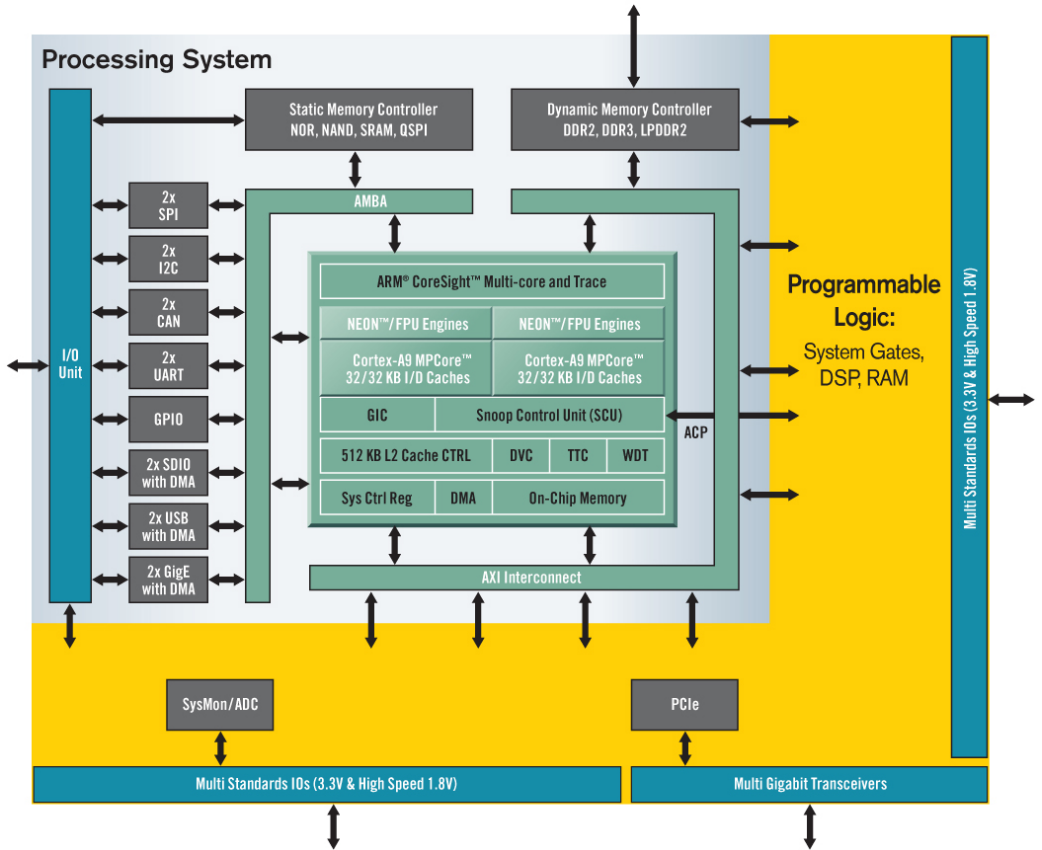 Processing System
Static Memory Controller
NOR, NAND, SRAM, QSPI
Dynamic Memory Controller
DDR2, DDR3, LPDDR2
AMBA
2x
SPI
2x
I2C
2x
CAN
2x
UART
GPIO
2x SDIO
with DMA
2x USB
with DMA
2x GigE
with DMA
I/O
Unit
ARM® CoreSight™ Multi-core and Trace
NEON™/FPU Engines
NEON™/FPU Engines
Cortex-A9 MPCore™
32/32 KB I/D Caches
Cortex-A9 MPCore™
32/32 KB I/D Caches
GIC
Snoop Control Unit (SCU)
ACP
512 KB L2 Cache CTRL
DVC
TTC
WDT
Sys Ctrl Reg
DMA
On-Chip Memory
AXI Interconnect
Programmable
Logic:
System Gates,
DSP, RAM
Multi Standards IOs (3.3V & High Speed 1.8V)
SysMon/ADC
PCIe
Multi Standards IOs (3.3V & High Speed 1.8V)
Multi Gigabit Transceivers